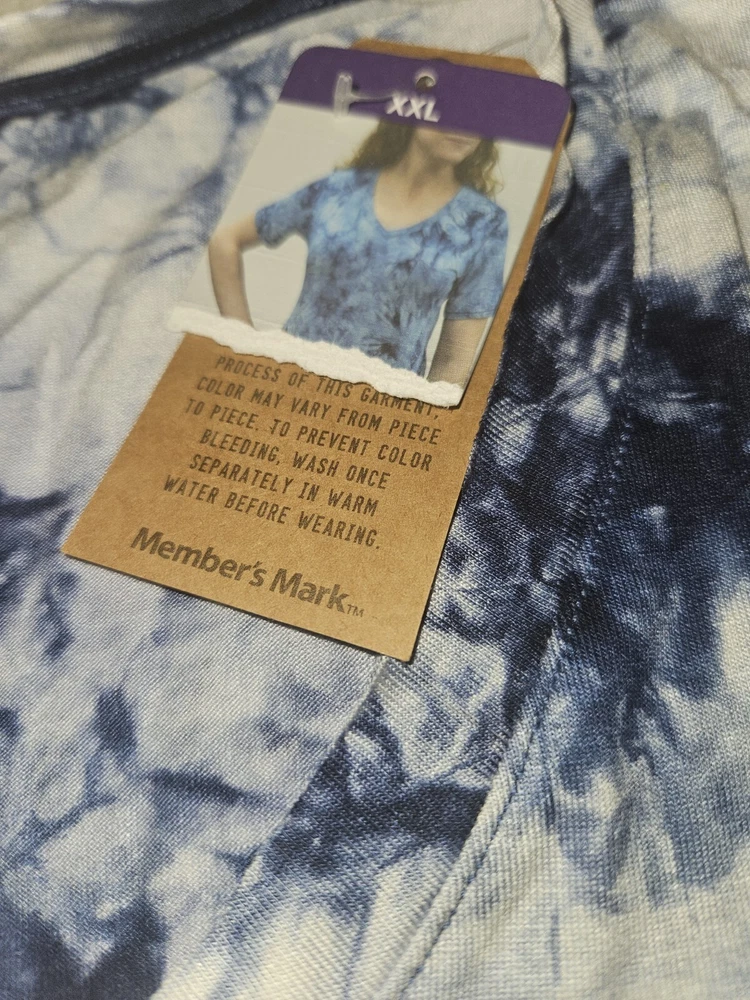 XXL
PROCESS OF THIS GARMENT,
COLOR MAY VARY FROM PIECE
TO PIECE. TO PREVENT COLOR
BLEEDING, WASH ONCE
SEPARATELY IN WARM
WATER BEFORE WEARING.
Member's Mark™